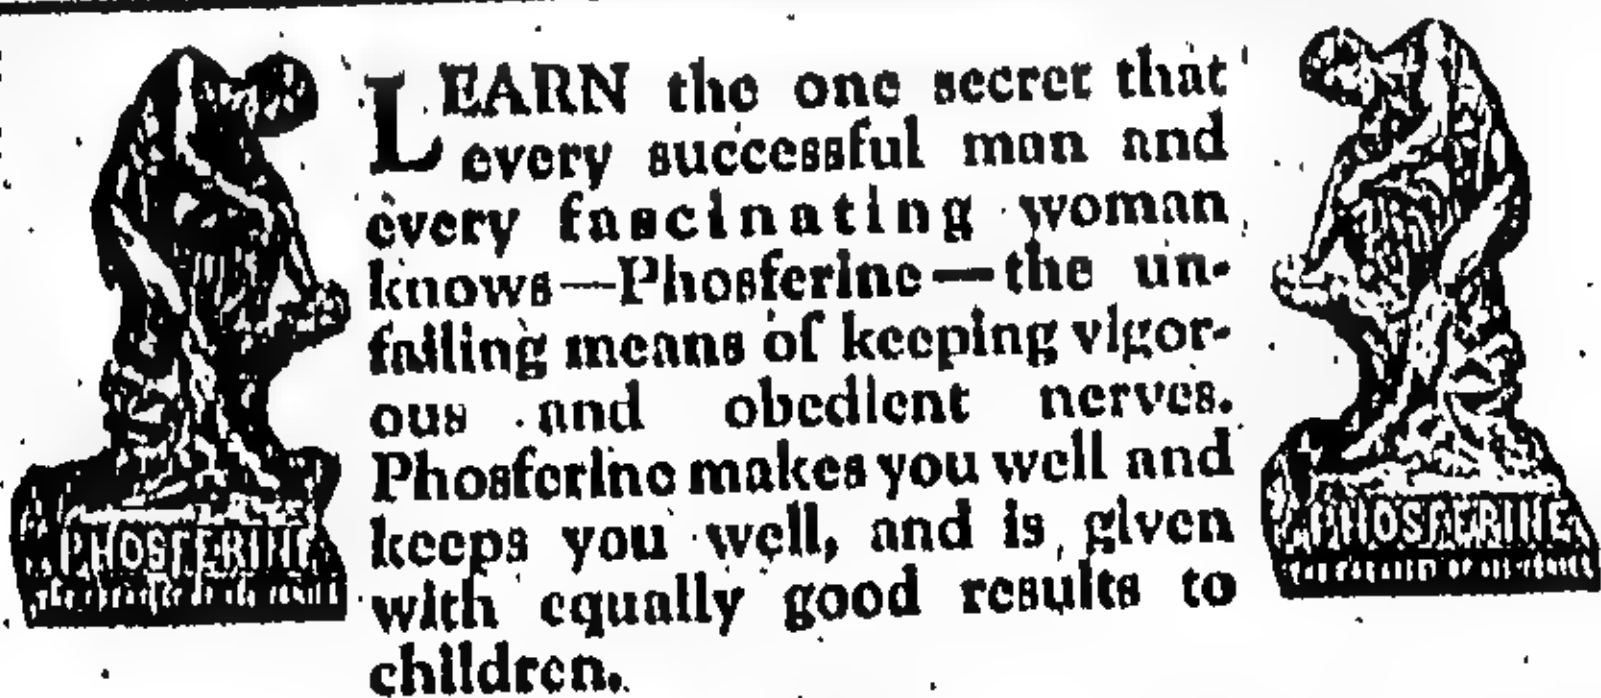 LEARN the one secret that
every successful man and
every fascinating woman
knows—Phosferine—the un-
failing means of keeping vigor-
ous and obedient nerves.
Phosferine makes you well and
keeps you well, and is given
with equally good results to
children.
PHOSFERINE
PHOSFERINE